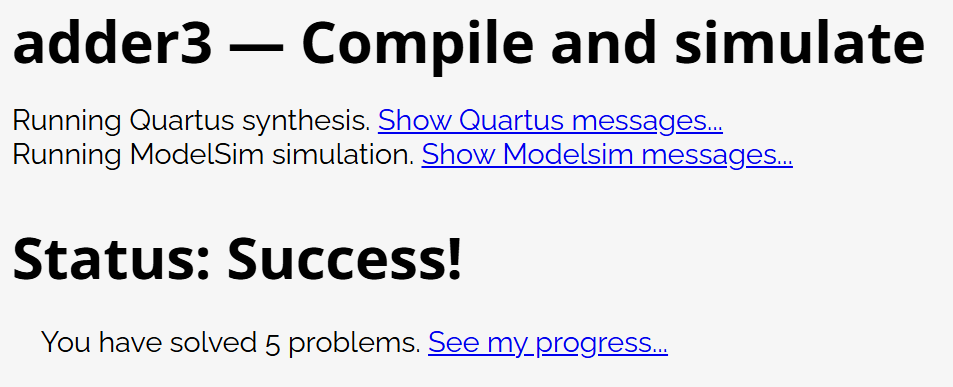 adder3 — Compile and simulate
Running Quartus synthesis. Show Quartus messages...
Running ModelSim simulation. Show Modelsim messages...
Status: Success!
You have solved 5 problems. See my progress...